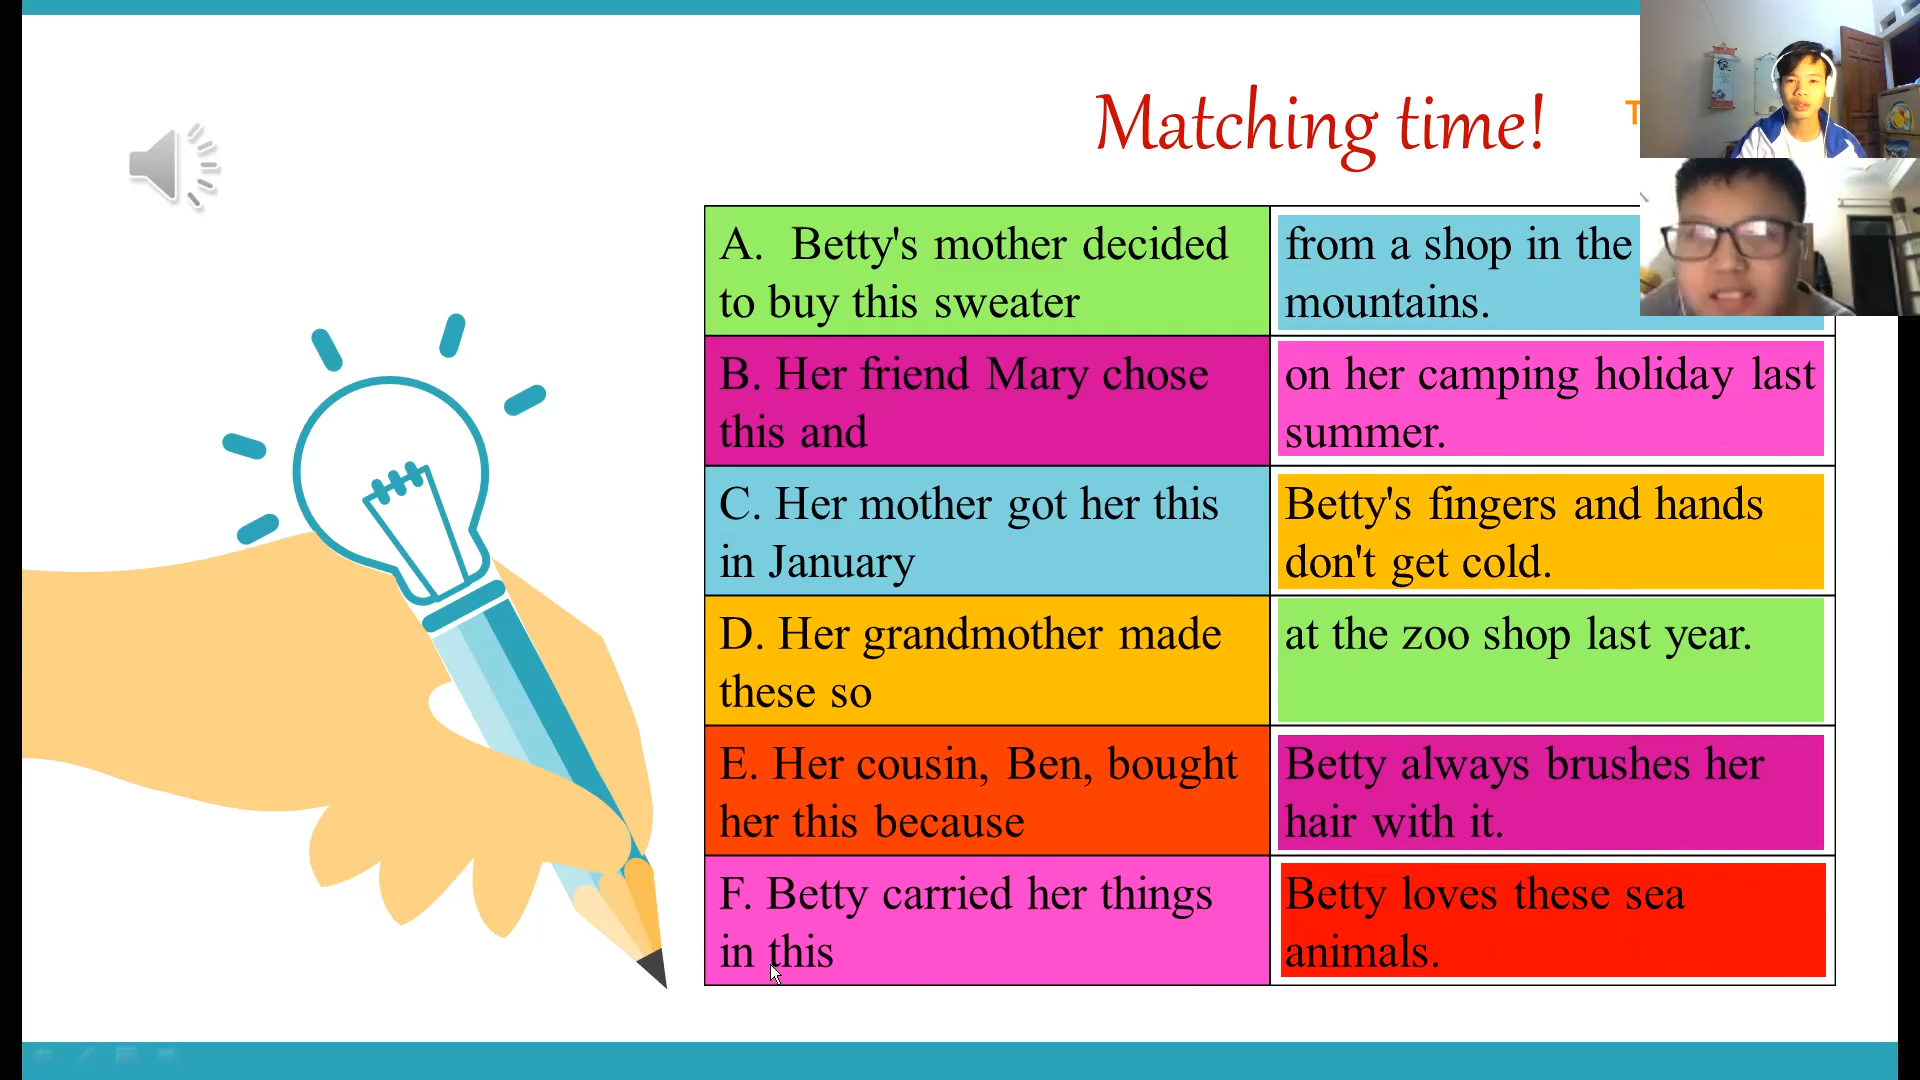 Matching time!
T
A. Betty's mother decided
to buy this sweater
from a shop in the
mountains.
B. Her friend Mary chose
this and
on her camping holiday last
summer.
C. Her mother got her this
in January
Betty's fingers and hands
don't get cold.
D. Her grandmother made
these so
at the zoo shop last year.
E. Her cousin, Ben, bought
her this because
Betty always brushes her
hair with it.
F. Betty carried her things
in this
Betty loves these sea
animals.